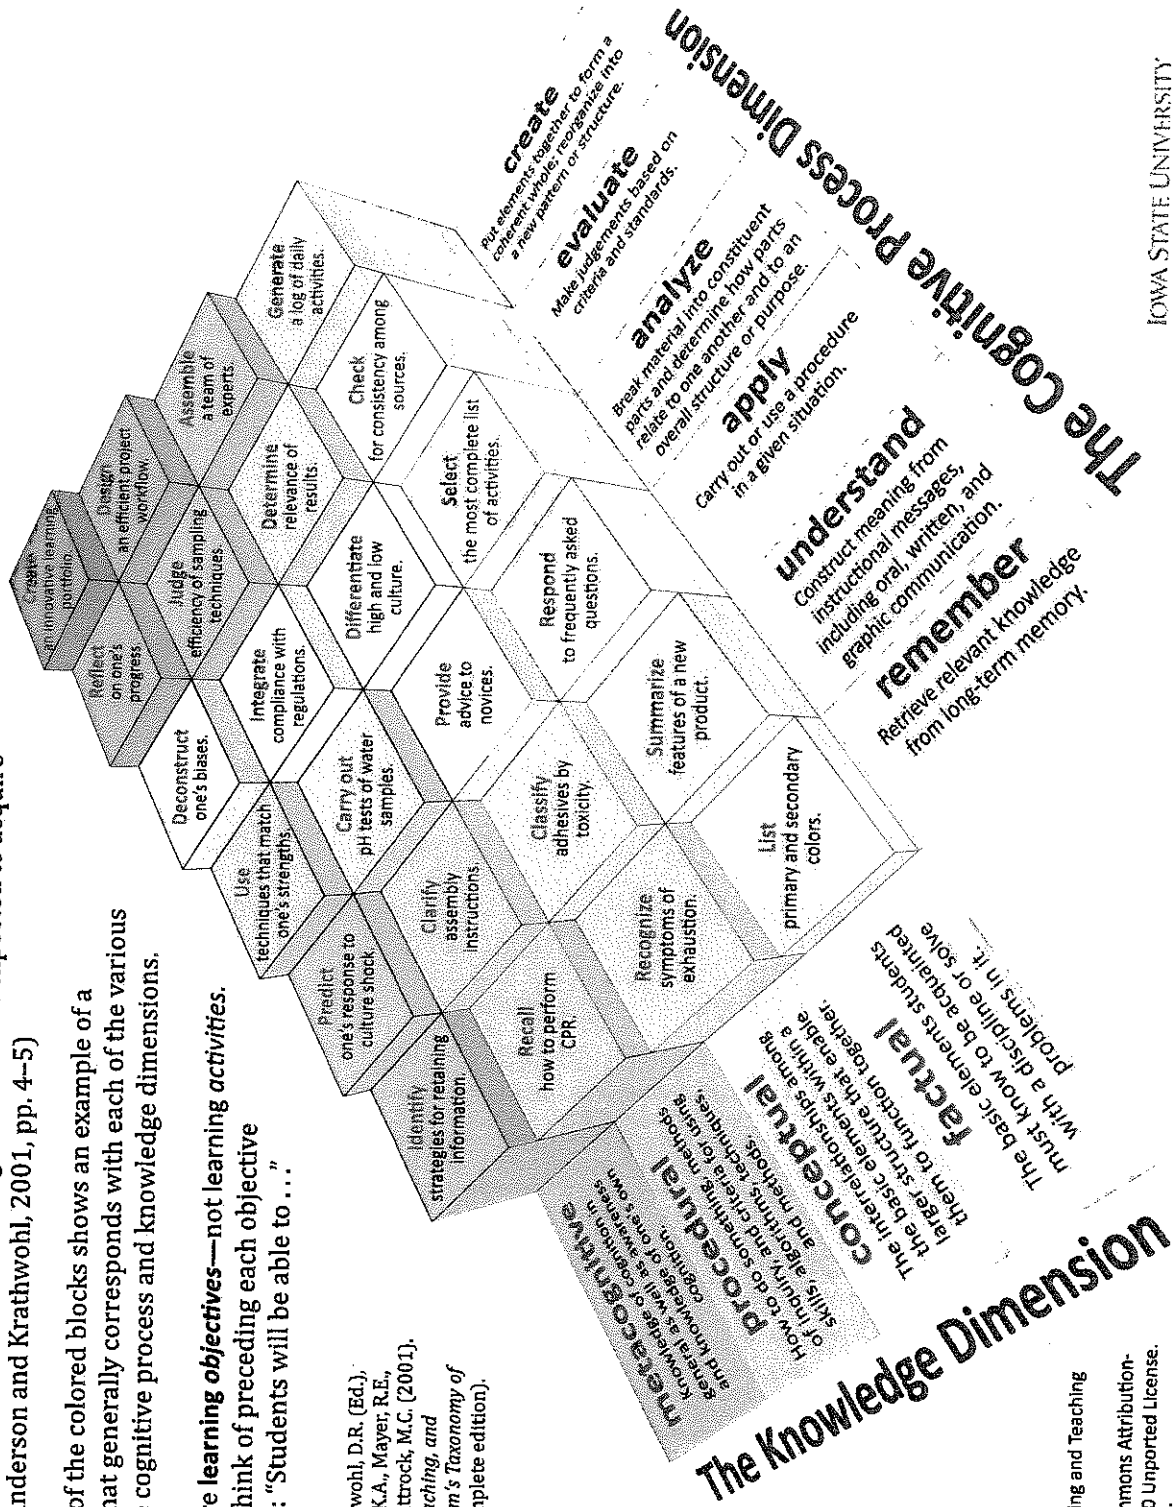 nderson and Krathwohl, 2001, pp. 4–5)
of the colored blocks shows an example of a
hat generally corresponds with each of the various
cognitive process and knowledge dimensions.
e learning objectives—not learning activities.
hink of preceding each objective
: “Students will be able to . . .”
wohl, D.R. (Ed.),
K.A., Mayer, R.E.,
ttrock, M.C. (2001).
aching, and
m's Taxonomy of
nplete edition).
ing and Teaching
mmons Attribution-
0 Unported License.
an innovative learning
portfolio.
Design
an efficient project
workflow.
Assemble
a team of
experts.
Generate
a log of daily
activities.
Reflect
on one's
progress
Judge
efficiency of sampling
techniques.
Determine
relevance of
results.
Check
for consistency among
sources.
Deconstruct
one's biases.
Integrate
compliance with
regulations.
Differentiate
high and low
culture.
Select
the most complete list
of activities.
Use
techniques that match
one's strengths.
Carry out
pH tests of water
samples.
Provide
advice to
novices.
Respond
to frequently asked
questions.
Predict
one's response to
culture shock.
Clarify
assembly
instructions.
Classify
adhesives by
toxicity.
Summarize
features of a new
product.
Identify
strategies for retaining
information.
Recall
how to perform
CPR.
Recognize
symptoms of
exhaustion.
List
primary and secondary
colors.
The Knowledge Dimension
metacognitive
Knowledge of cognition in
general as well as awareness
and knowledge of one's own
cognition.
procedural
How to do something, methods
of inquiry, and criteria for using
skills, algorithms, techniques,
and methods.
conceptual
The interrelationships among
the basic elements within a
larger structure that enable
them to function together.
factual
The basic elements students
must know to be acquainted
with a discipline or solve
problems in it.
The Cognitive Process Dimension
remember
Retrieve relevant knowledge
from long-term memory.
understand
Construct meaning from
instructional messages,
including oral, written, and
graphic communication.
apply
Carry out or use a procedure
in a given situation.
analyze
Break material into constituent
parts and determine how parts
relate to one another and to an
overall structure or purpose.
evaluate
Make judgements based on
criteria and standards.
create
Put elements together to form a
coherent whole; reorganize into
a new pattern or structure.
IOWA STATE UNIVERSITY